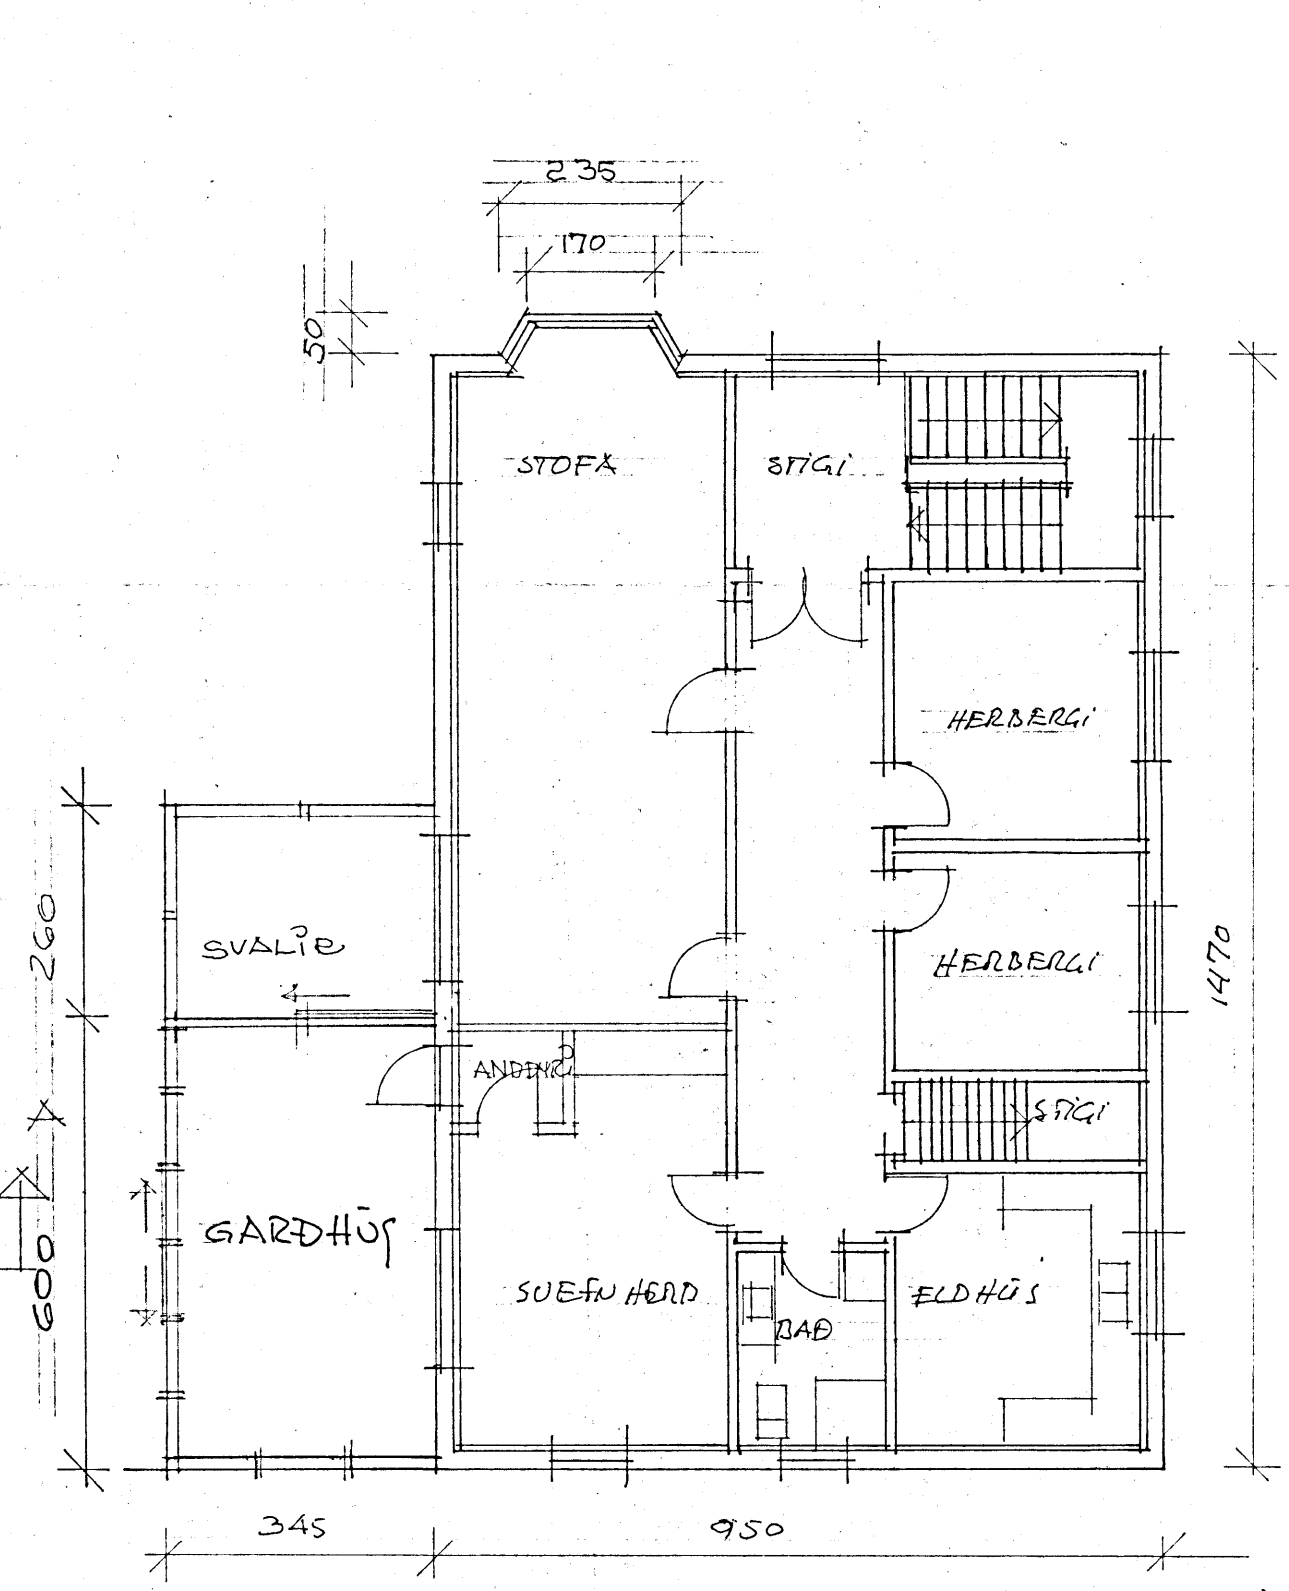 235
170
50
STOFA
STIGI
HERBERGI
260
SVALIR
HERBERGI
1470
ANDDYRI
STIGI
A
600
GARÐHÚS
SVEFNHERB
BAÐ
ELDHÚS
345
950